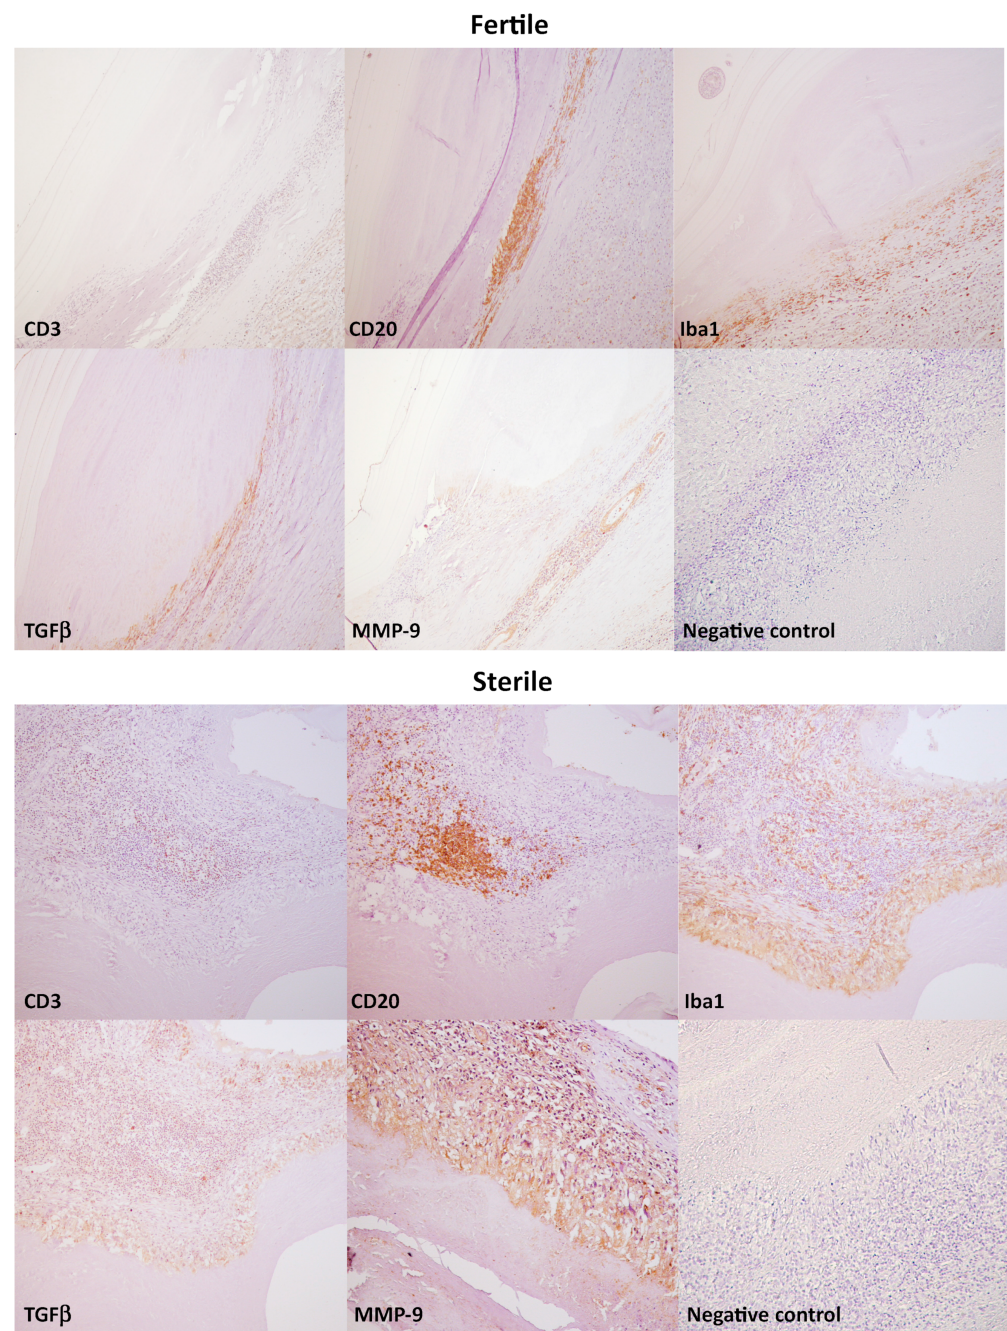 Fertile
CD3
CD20
Iba1
TGFβ
MMP-9
Negative control
Sterile
CD3
CD20
Iba1
TGFβ
MMP-9
Negative control